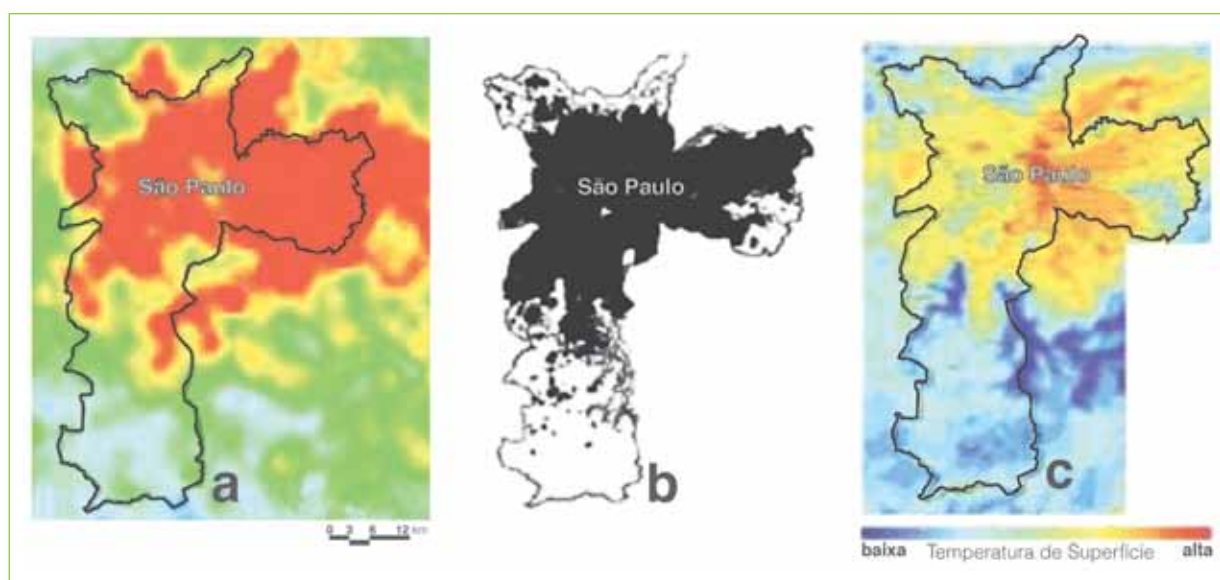 São Paulo
São Paulo
São Paulo
a
b
c
0 3 6 12 km
baixa Temperatura de Superfície alta